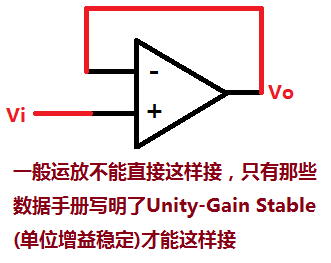 -
Vo
Vi
+
一般运放不能直接这样接，只有那些
数据手册写明了Unity-Gain Stable
(单位增益稳定)才能这样接